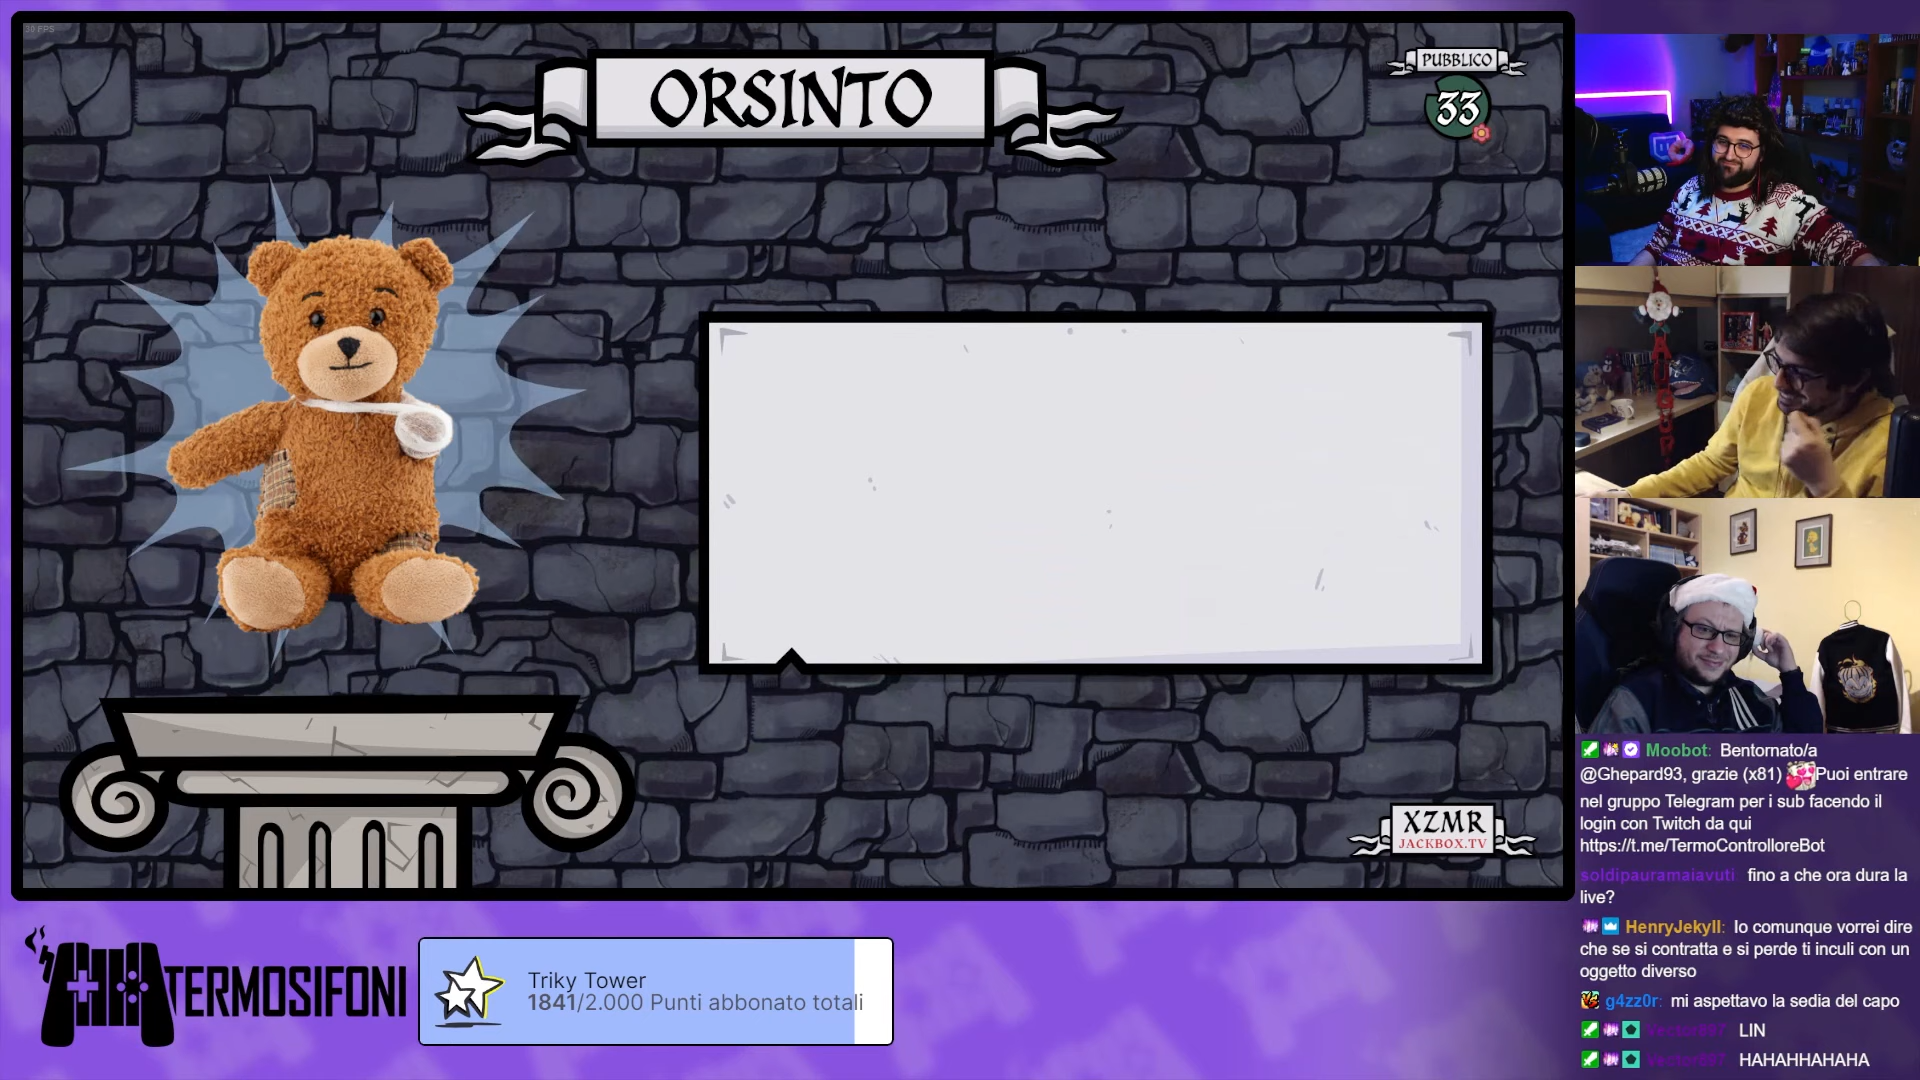 20 FPS
ORSINTO
PUBBLICO
33
XZMR
JACKBOX.TV
TERMOSIFONI
Triky Tower
1841/2.000 Punti abbonato totali
Moobot: Bentornato/a
@Ghepard93, grazie (x81) Puoi entrare
nel gruppo Telegram per i sub facendo il
login con Twitch da qui
https://t.me/TermoControlloreBot
soldipauramaiavuti fino a che ora dura la
live?
HenryJekyll: Io comunque vorrei dire
che se si contratta e si perde ti inculi con un
oggetto diverso
g4zz0r: mi aspettavo la sedia del capo
LIN
HAHAHHAHAHA